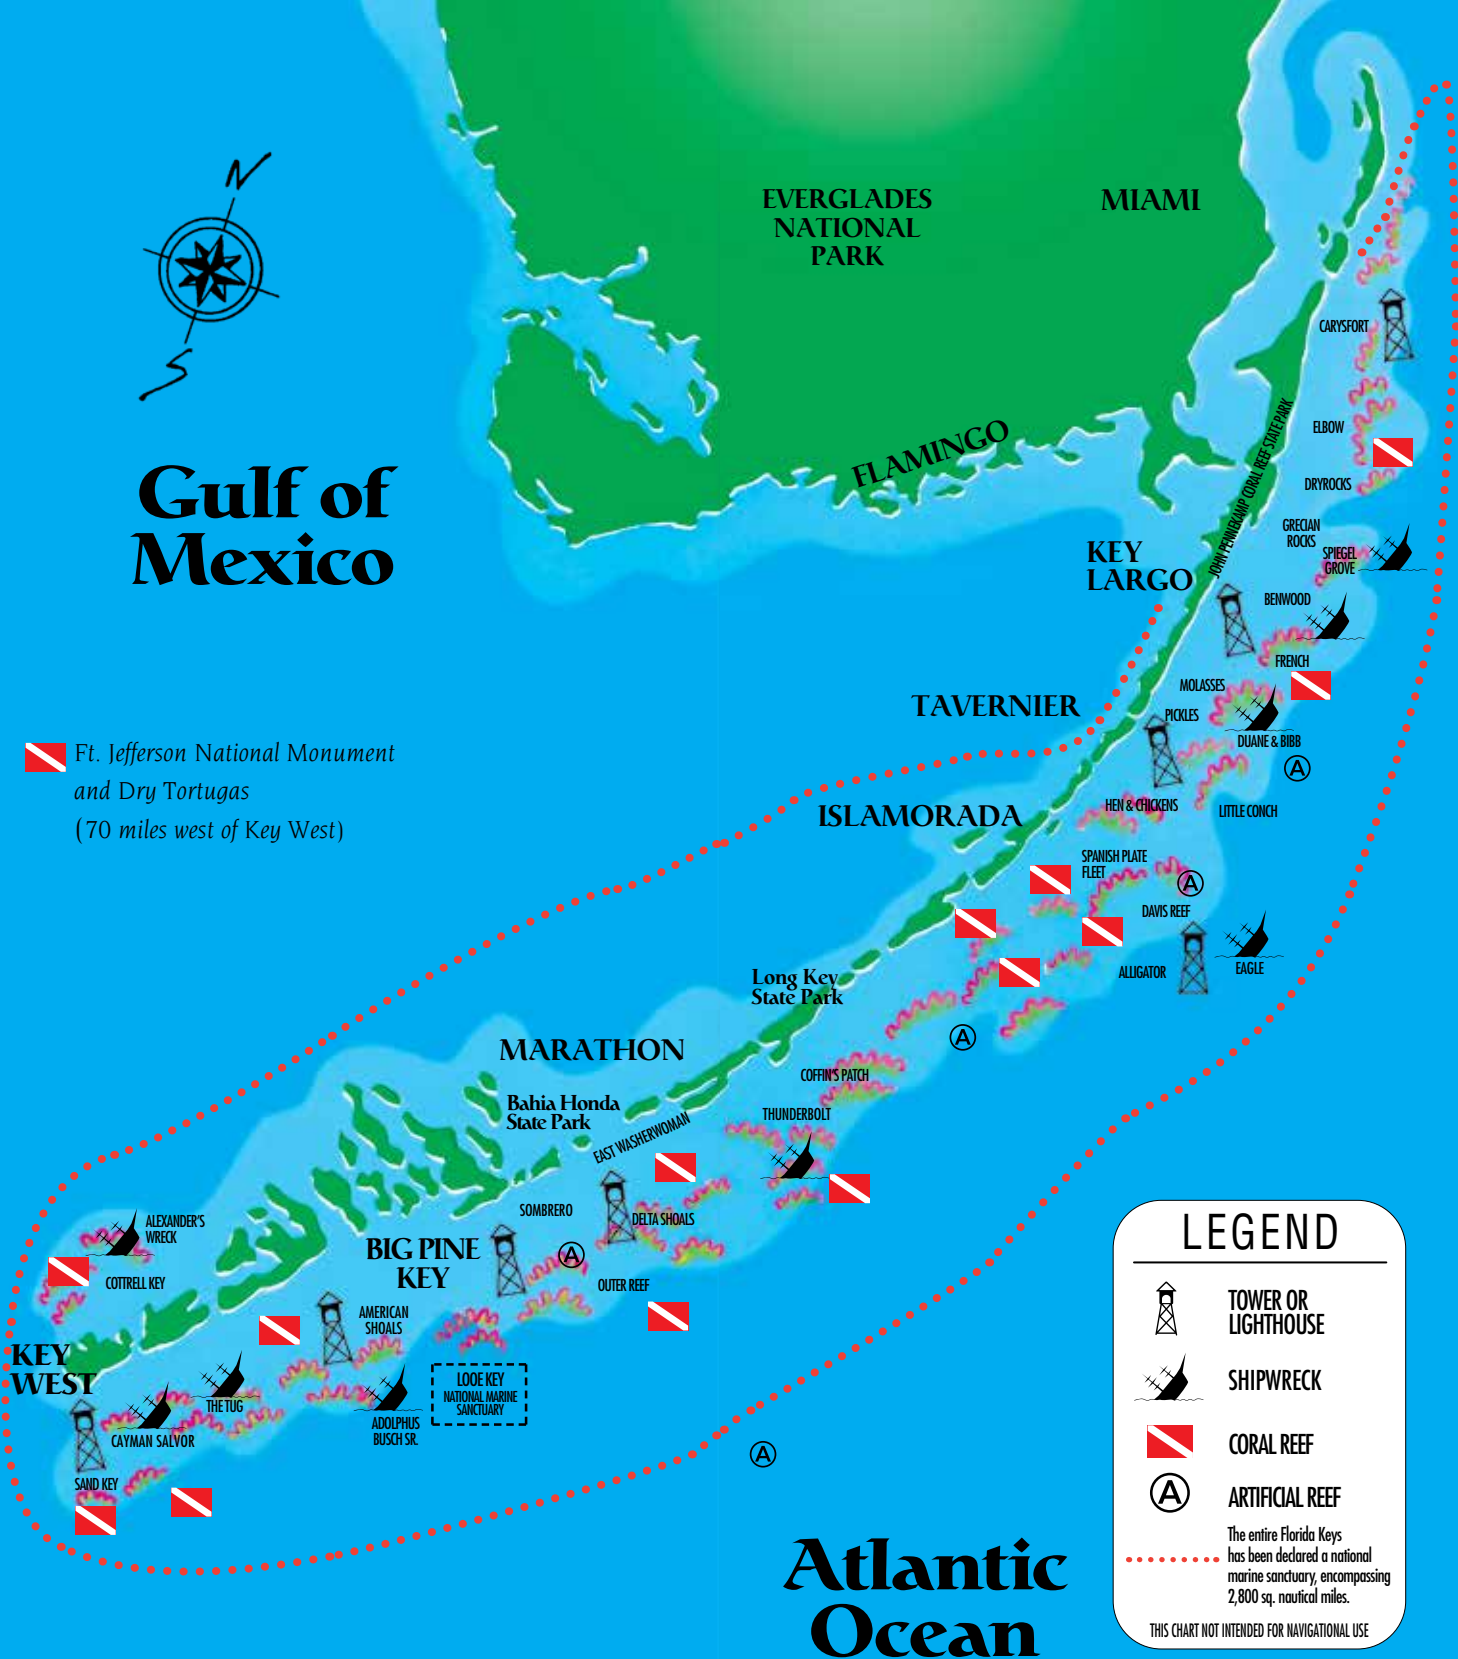 N
S
EVERGLADES
NATIONAL
PARK
MIAMI
CARYSFORT
FLAMINGO
ELBOW
JOHN PENNEKAMP CORAL REEF STATE PARK
DRYROCKS
Gulf of
Mexico
GRECIAN
ROCKS
SPIEGEL
GROVE
KEY
LARGO
BENWOOD
FRENCH
MOLASSES
TAVERNIER
PICKLES
DUANE & BIBB
A
Ft. Jefferson National Monument
and Dry Tortugas
(70 miles west of Key West)
ISLAMORADA
HEN & CHICKENS
LITTLE CONCH
SPANISH PLATE
FLEET
A
DAVIS REEF
ALLIGATOR
EAGLE
Long Key
State Park
A
MARATHON
COFFIN'S PATCH
Bahia Honda
State Park
THUNDERBOLT
EAST WASHERWOMAN
SOMBRERO
DELTA SHOALS
ALEXANDER'S
WRECK
BIG PINE
KEY
A
COTTRELL KEY
OUTER REEF
AMERICAN
SHOALS
KEY
WEST
LOOE KEY
NATIONAL MARINE
SANCTUARY
THE TUG
ADOLPHUS
BUSCH SR.
CAYMAN SALVOR
A
SAND KEY
Atlantic
Ocean
LEGEND
TOWER OR
LIGHTHOUSE
SHIPWRECK
CORAL REEF
A
ARTIFICIAL REEF
The entire Florida Keys
has been declared a national
marine sanctuary, encompassing
2,800 sq. nautical miles.
THIS CHART NOT INTENDED FOR NAVIGATIONAL USE